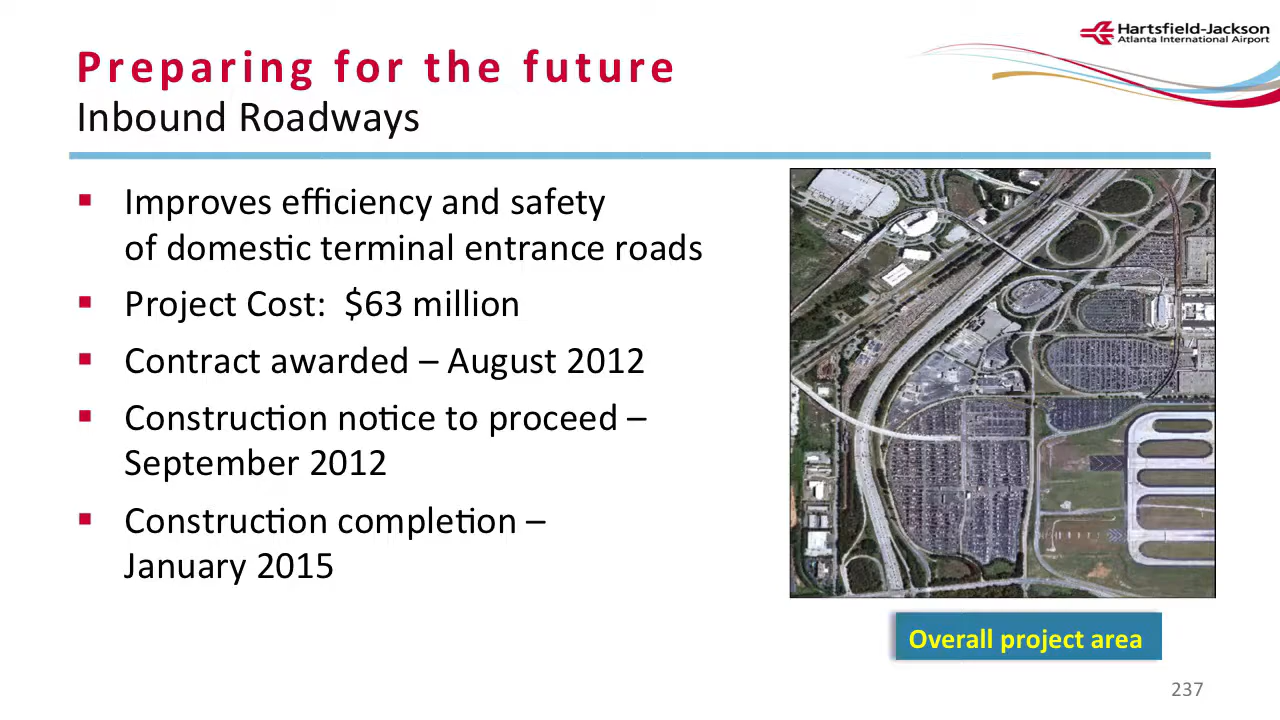 Hartsfield-Jackson
Atlanta International Airport
Preparing for the future
Inbound Roadways
Improves efficiency and safety
of domestic terminal entrance roads
Project Cost:  $63 million
Contract awarded – August 2012
Construction notice to proceed –
September 2012
Construction completion –
January 2015
Overall project area
237